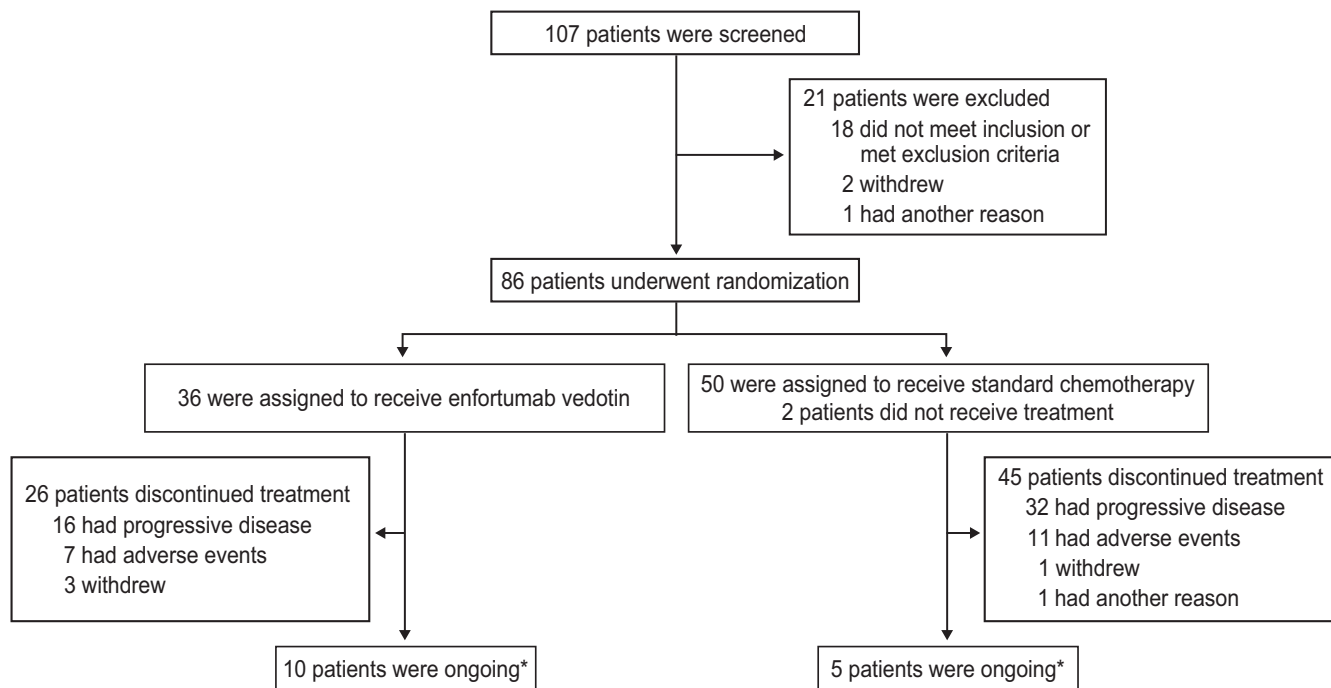 107 patients were screened
21 patients were excluded
18 did not meet inclusion or
met exclusion criteria
2 withdrew
1 had another reason
86 patients underwent randomization
36 were assigned to receive enfortumab vedotin
50 were assigned to receive standard chemotherapy
2 patients did not receive treatment
26 patients discontinued treatment
16 had progressive disease
7 had adverse events
3 withdrew
45 patients discontinued treatment
32 had progressive disease
11 had adverse events
1 withdrew
1 had another reason
10 patients were ongoing*
5 patients were ongoing*